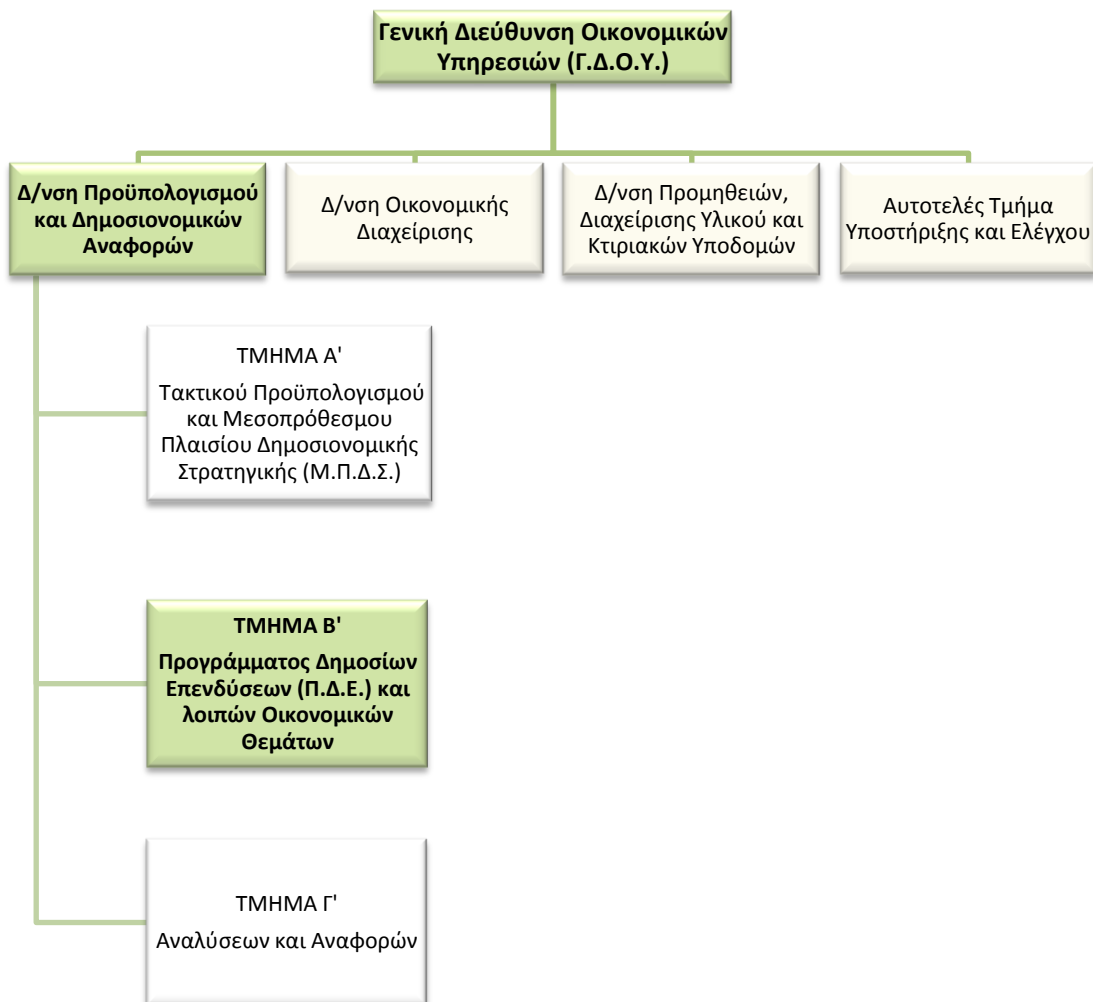 Γενική Διεύθυνση Οικονομικών
Υπηρεσιών (Γ.Δ.Ο.Υ.)
Δ/νση Προϋπολογισμού
και Δημοσιονομικών
Αναφορών
Δ/νση Οικονομικής
Διαχείρισης
Δ/νση Προμηθειών,
Διαχείρισης Υλικού και
Κτιριακών Υποδομών
Αυτοτελές Τμήμα
Υποστήριξης και Ελέγχου
ΤΜΗΜΑ Α'
Τακτικού Προϋπολογισμού
και Μεσοπρόθεσμου
Πλαισίου Δημοσιονομικής
Στρατηγικής (Μ.Π.Δ.Σ.)
ΤΜΗΜΑ Β'
Προγράμματος Δημοσίων
Επενδύσεων (Π.Δ.Ε.) και
λοιπών Οικονομικών
Θεμάτων
ΤΜΗΜΑ Γ'
Αναλύσεων και Αναφορών